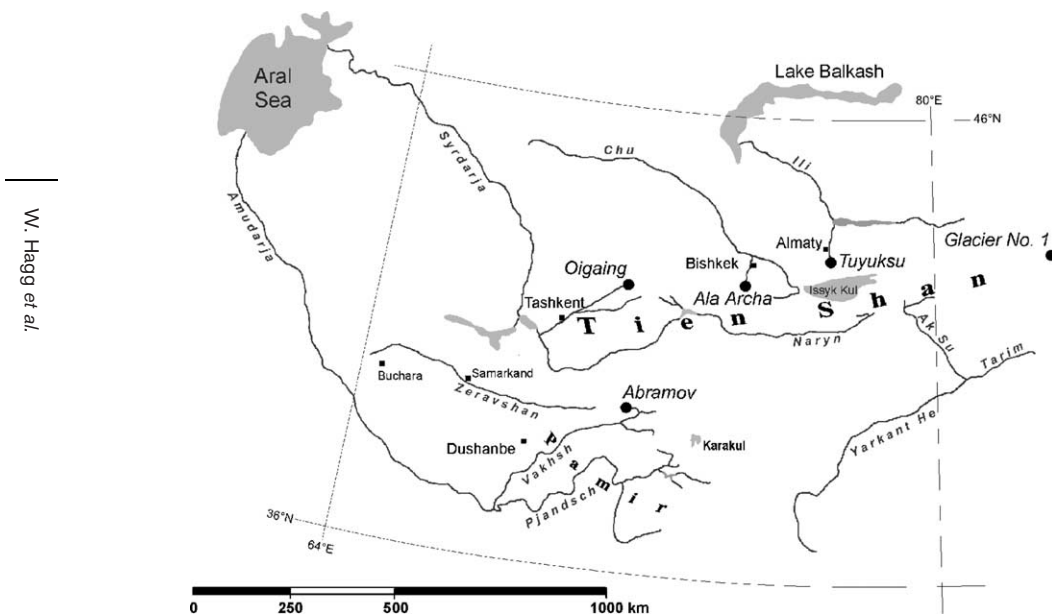 W. Hagg et al.
Aral
Sea
Lake Balkash
80°E
46°N
Syrdarja
Chu
Ili
Amudarja
Almaty
Glacier No. 1
Tuyuksu
Bishkek
Oigaing
Ala Archa
Issyk Kul
Tashkent
Tien Shan
Naryn
Ak Su
Tarim
Buchara
Samarkand
Zeravshan
Abramov
Yarkant He
Dushanbe
Karakul
Vakhsh
Pamir
Pjandsch
36°N
64°E
0 250 500 1000 km